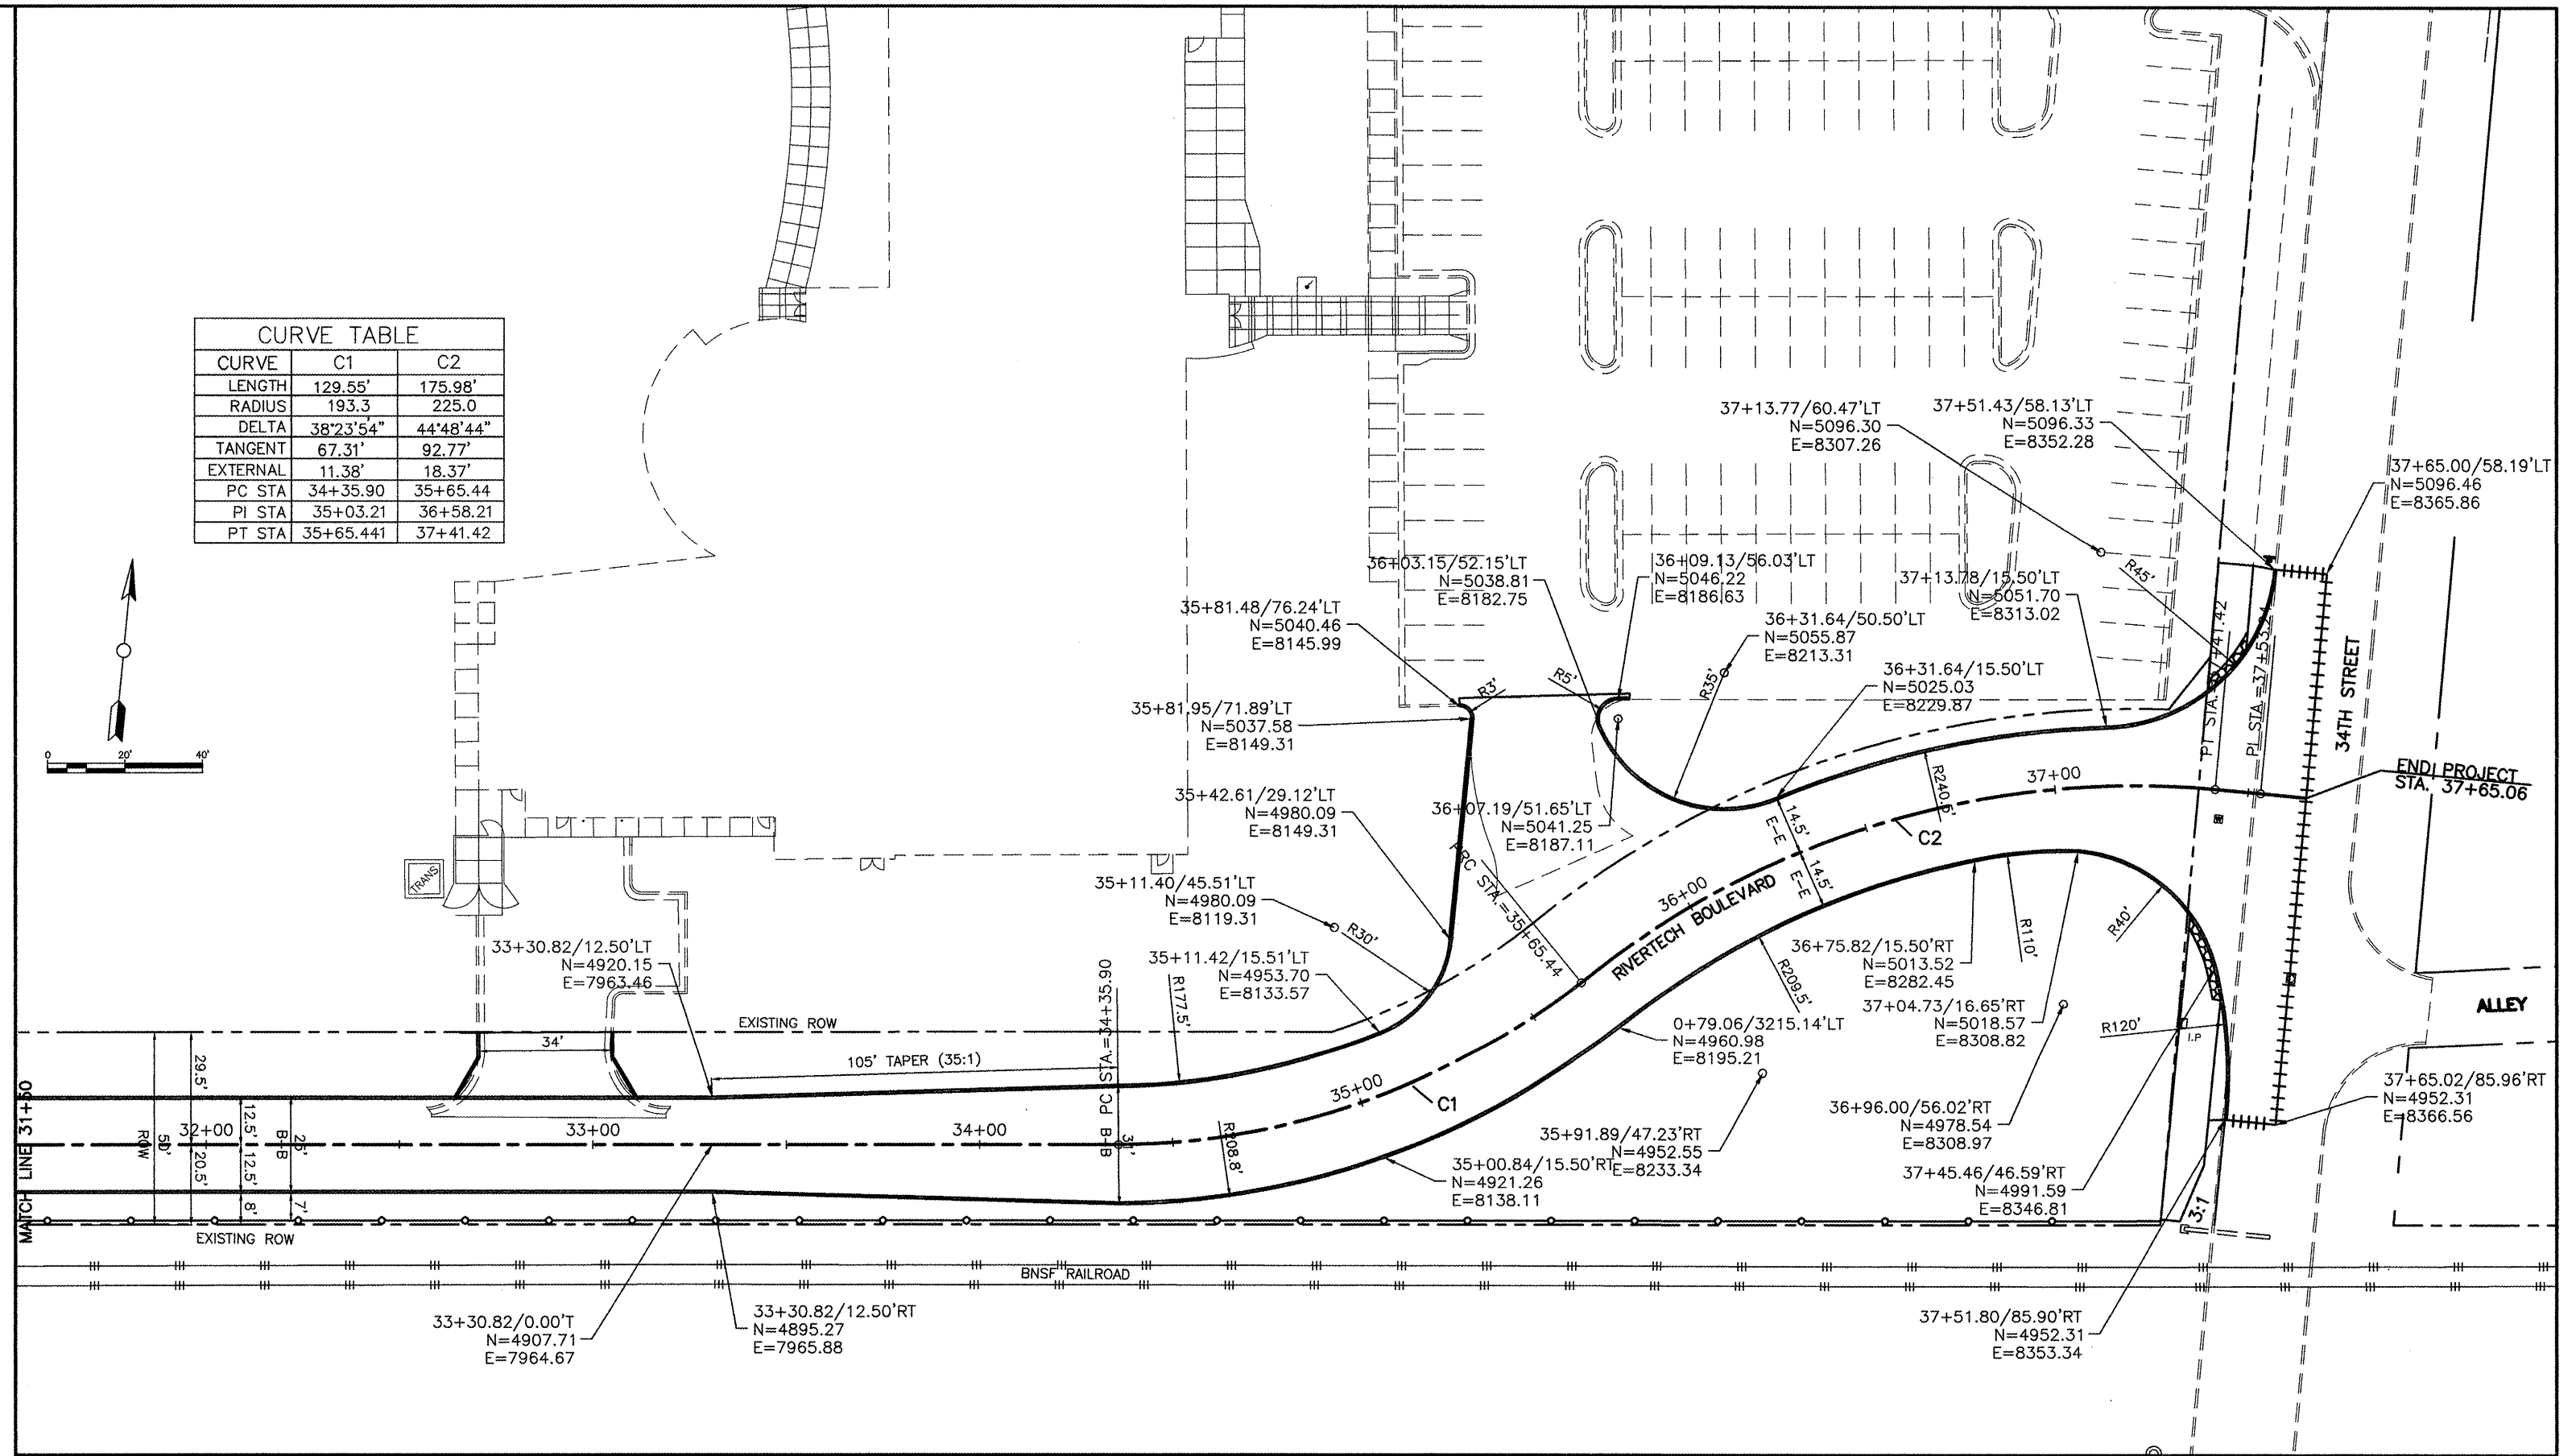 CURVE TABLE
CURVE C1 C2
LENGTH 129.55' 175.98'
RADIUS 193.3 225.0
DELTA 38°23'54" 44°48'44"
TANGENT 67.31' 92.77'
EXTERNAL 11.38' 18.37'
PC STA 34+35.90 35+65.44
PI STA 35+03.21 36+58.21
PT STA 35+65.441 37+41.42
0 20' 40'
37+13.77/60.47'LT
N=5096.30
E=8307.26
37+51.43/58.13'LT
N=5096.33
E=8352.28
37+65.00/58.19'LT
N=5096.46
E=8365.86
36+03.15/52.15'LT
N=5038.81
E=8182.75
36+09.13/56.03'LT
N=5046.22
E=8186.63
37+13.78/15.50'LT
N=5051.70
E=8313.02
R45'
35+81.48/76.24'LT
N=5040.46
E=8145.99
36+31.64/50.50'LT
N=5055.87
E=8213.31
36+31.64/15.50'LT
N=5025.03
E=8229.87
R3'
R5'
R35'
35+81.95/71.89'LT
N=5037.58
E=8149.31
PI STA.=37+53.24
34TH STREET
END PROJECT
STA. 37+65.06
35+42.61/29.12'LT
N=4980.09
E=8149.31
36+07.19/51.65'LT
N=5041.25
E=8187.11
R240.5'
37+00
C2
14.5'
E-E
E-E
14.5'
TRANS
35+11.40/45.51'LT
N=4980.09
E=8119.31
R30'
PRC STA.=35+65.44
36+00
RIVERTECH BOULEVARD
R110'
R40'
33+30.82/12.50'LT
N=4920.15
E=7963.46
35+11.42/15.51'LT
N=4953.70
E=8133.57
36+75.82/15.50'RT
N=5013.52
E=8282.45
R209.5'
37+04.73/16.65'RT
N=5018.57
E=8308.82
ALLEY
EXISTING ROW
R177.5'
0+79.06/3215.14'LT
N=4960.98
E=8195.21
R120'
I.P
34'
105' TAPER (35:1)
PC STA.=34+35.90
B-B
31'
35+00
C1
37+65.02/85.96'RT
N=4952.31
E=8366.56
MATCH LINE 31+50
50'
ROW
29.5'
20.5'
12.5'
12.5'
8'
25'
B-B
7'
32+00
33+00
34+00
R208.8'
35+91.89/47.23'RT
N=4952.55
E=8233.34
36+96.00/56.02'RT
N=4978.54
E=8308.97
35+00.84/15.50'RT
N=4921.26
E=8138.11
37+45.46/46.59'RT
N=4991.59
E=8346.81
3:1
EXISTING ROW
BNSF RAILROAD
33+30.82/0.00'T
N=4907.71
E=7964.67
33+30.82/12.50'RT
N=4895.27
E=7965.88
37+51.80/85.90'RT
N=4952.31
E=8353.34